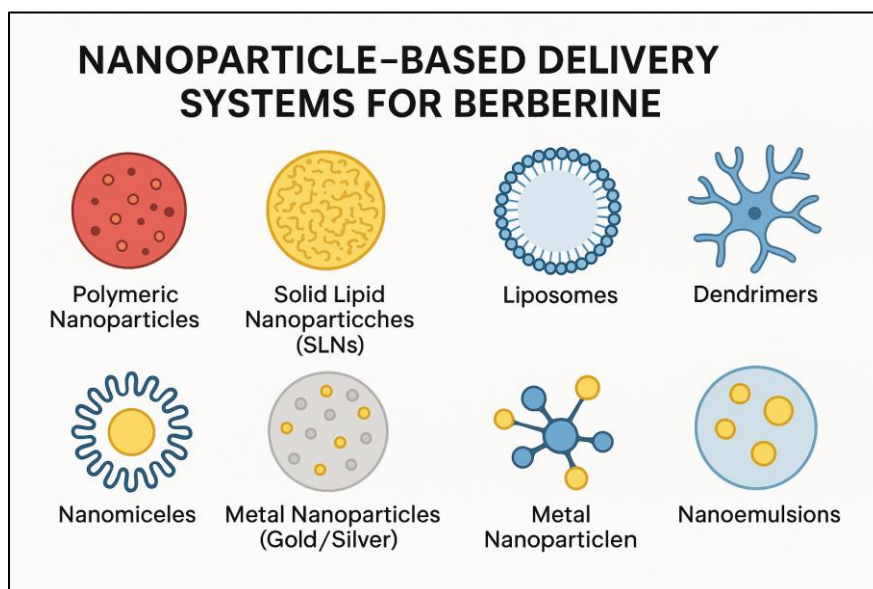 NANOPARTICLE-BASED DELIVERY
SYSTEMS FOR BERBERINE
Polymeric
Nanoparticles
Solid Lipid
Nanoparticches
(SLNs)
Liposomes
Dendrimers
Nanomiceles
Metal Nanoparticles
(Gold/Silver)
Metal
Nanoparticlen
Nanoemulsions